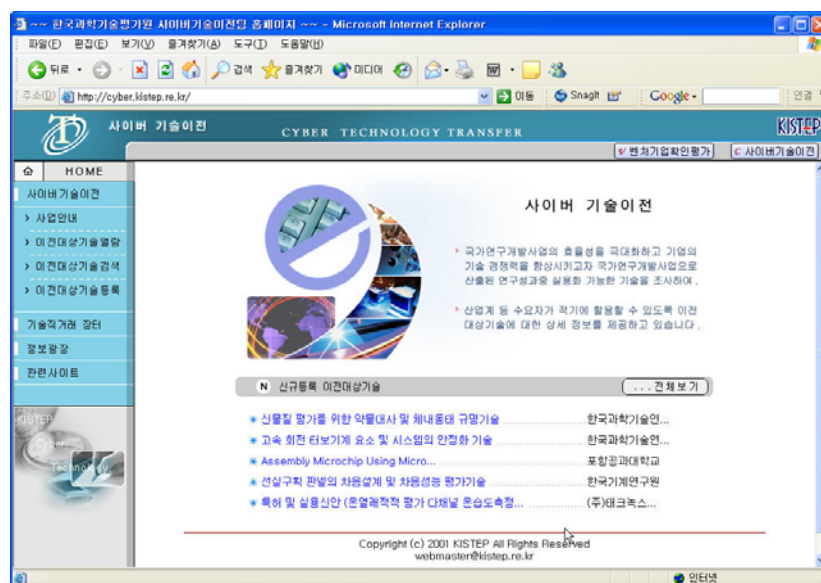 ~~ 한국과학기술평가원 사이버기술이전팀 홈페이지 ~~ - Microsoft Internet Explorer
파일(F) 편집(E) 보기(V) 즐겨찾기(A) 도구(T) 도움말(H)
뒤로 검색 즐겨찾기 미디어
주소(D) http://cyber.kistep.re.kr/ 이동 SnagIt Google 연결
사이버 기술이전 CYBER TECHNOLOGY TRANSFER KISTEP
V 벤처기업확인평가 C 사이버기술이전
HOME
사이버기술이전
> 사업안내
> 이전대상기술열람
> 이전대상기술검색
> 이전대상기술등록
기술직거래 장터
정보광장
관련사이트
KISTEP
Cyber
Technology
사이버 기술이전
국가연구개발사업의 효율성을 극대화하고 기업의
기술 경쟁력을 향상시키고자 국가연구개발사업으로
산출된 연구성과중 실용화 가능한 기술을 조사하여,
산업계 등 수요자가 적기에 활용할 수 있도록 이전
대상기술에 대한 상세 정보를 제공하고 있습니다.
N 신규등록 이전대상기술 ...전체보기
신물질 평가를 위한 약물대사 및 체내동태 규명기술 한국과학기술연...
고속 회전 터보기계 요소 및 시스템의 안정화 기술 한국과학기술연...
Assembly Microchip Using Micro... 포항공과대학교
선실구획 판넬의 차음설계 및 차음성능 평가기술 한국기계연구원
특허 및 실용신안 (온열쾌적적 평가 다채널 온습도측정... (주)태크녹스...
Copyright (c) 2001 KISTEP All Rights Reserved
webmaster@kistep.re.kr
인터넷